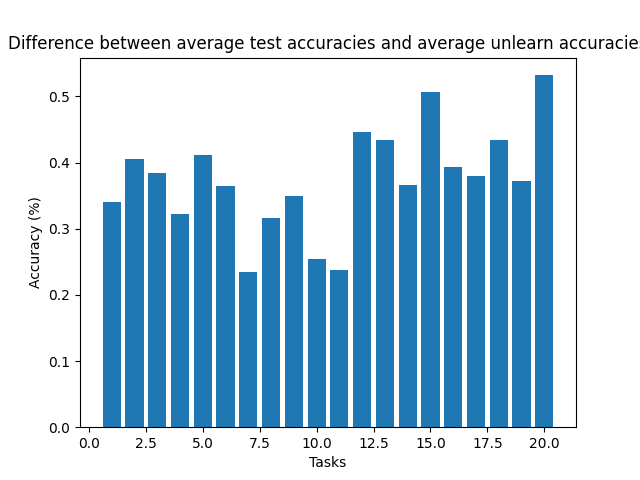 Difference between average test accuracies and average unlearn accuracies
Accuracy (%)
0.5
0.4
0.3
0.2
0.1
0.0
0.0 2.5 5.0 7.5 10.0 12.5 15.0 17.5 20.0
Tasks